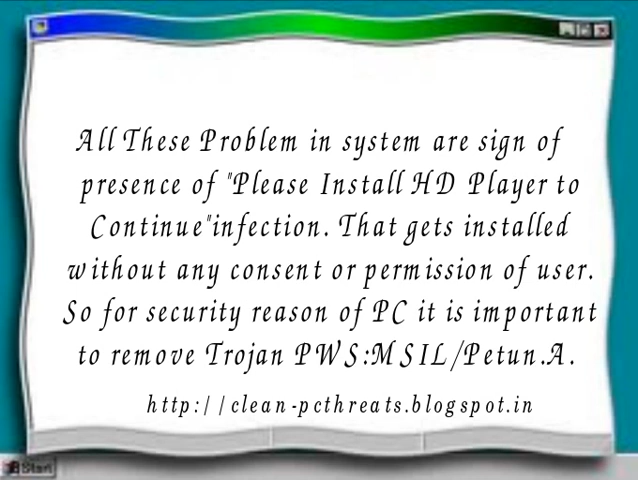 All These Problem in system are sign of
presence of "Please Install HD Player to
Continue"infection. That gets installed
without any consent or permission of user.
So for security reason of PC it is important
to remove Trojan PWS:MSIL/Petun.A.
http://clean-pcthreats.blogspot.in
Start